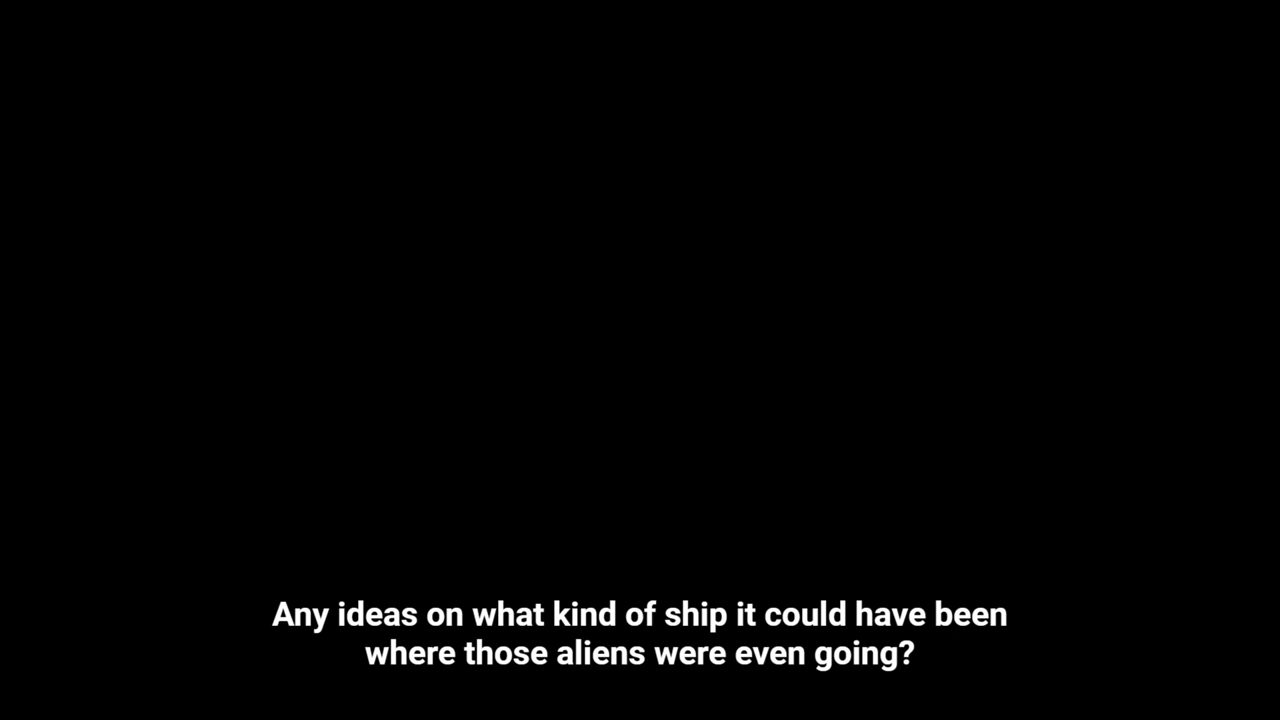 Any ideas on what kind of ship it could have been
where those aliens were even going?